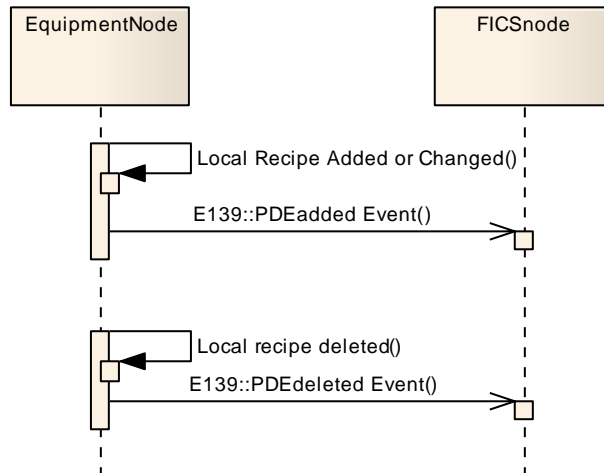 EquipmentNode
FICSnode
Local Recipe Added or Changed()
E139::PDEadded Event()
Local recipe deleted()
E139::PDEdeleted Event()